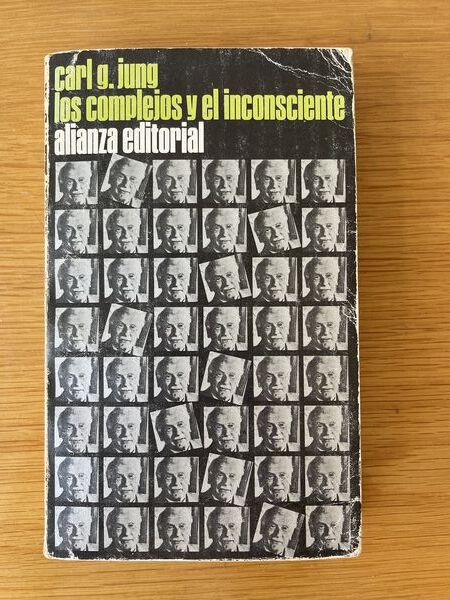 carl g. jung
los complejos y el inconsciente
alianza editorial